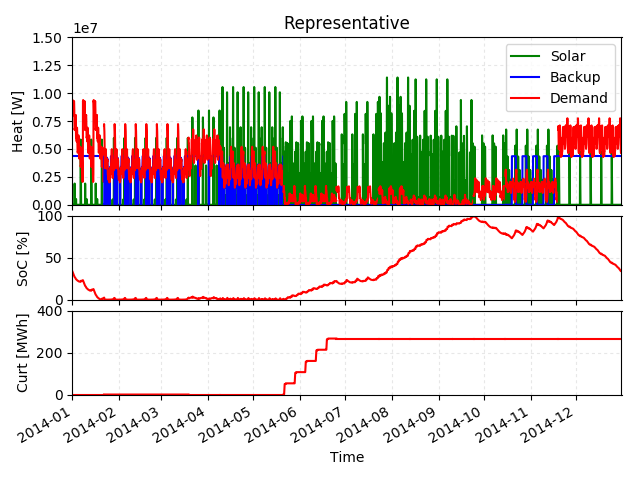 Representative
1e7
1.50
1.25
1.00
0.75
0.50
0.25
0.00
Heat [W]
Solar
Backup
Demand
100
50
0
SoC [%]
400
200
0
Curt [MWh]
2014-01
2014-02
2014-03
2014-04
2014-05
2014-06
2014-07
2014-08
2014-09
2014-10
2014-11
2014-12
Time